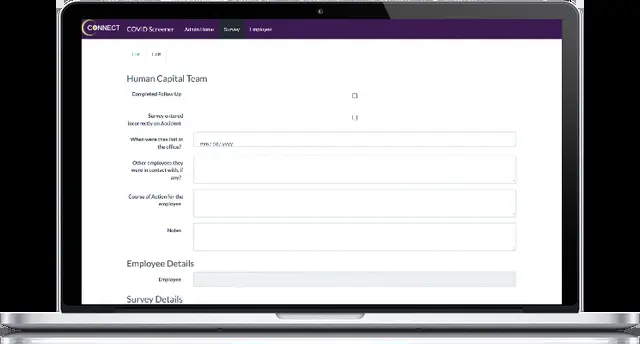 CONNECT COVID Screener Admin Home Survey Employee
Edit
Human Capital Team
Completed Follow Up
Survey entered
incorrectly on Accident
When were they last at
the office?
mm / dd / yyyy
Other employees they
were in contact with, if
any?
Course of Action for the
employee
Notes
Employee Details
Employee
Survey Details